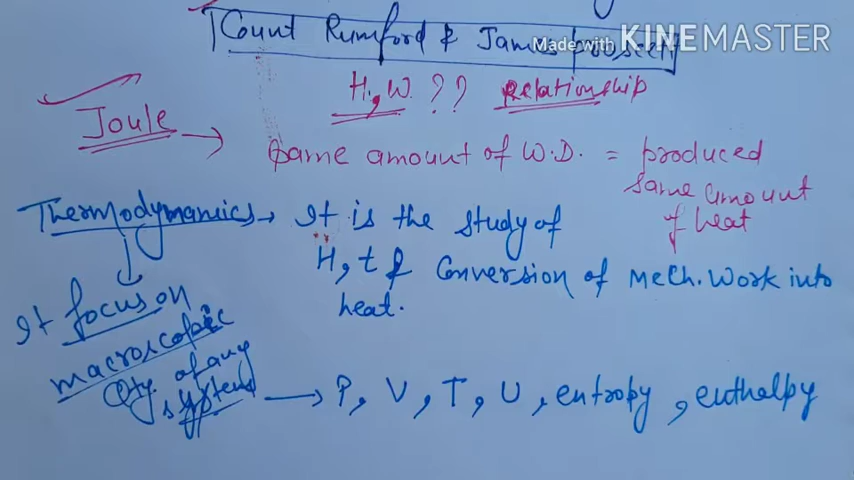 Count Rumford & James Prescott
Made with KINEMASTER
H, W. ?? Relationship
Joule → same amount of W.D. = produced
same amount
of heat
Thermodynamics → It is the study of
H, t & Conversion of Mech. Work into
heat.
It focus on
macroscopic
Qty. of any
system → P, V, T, U, entropy, enthalpy